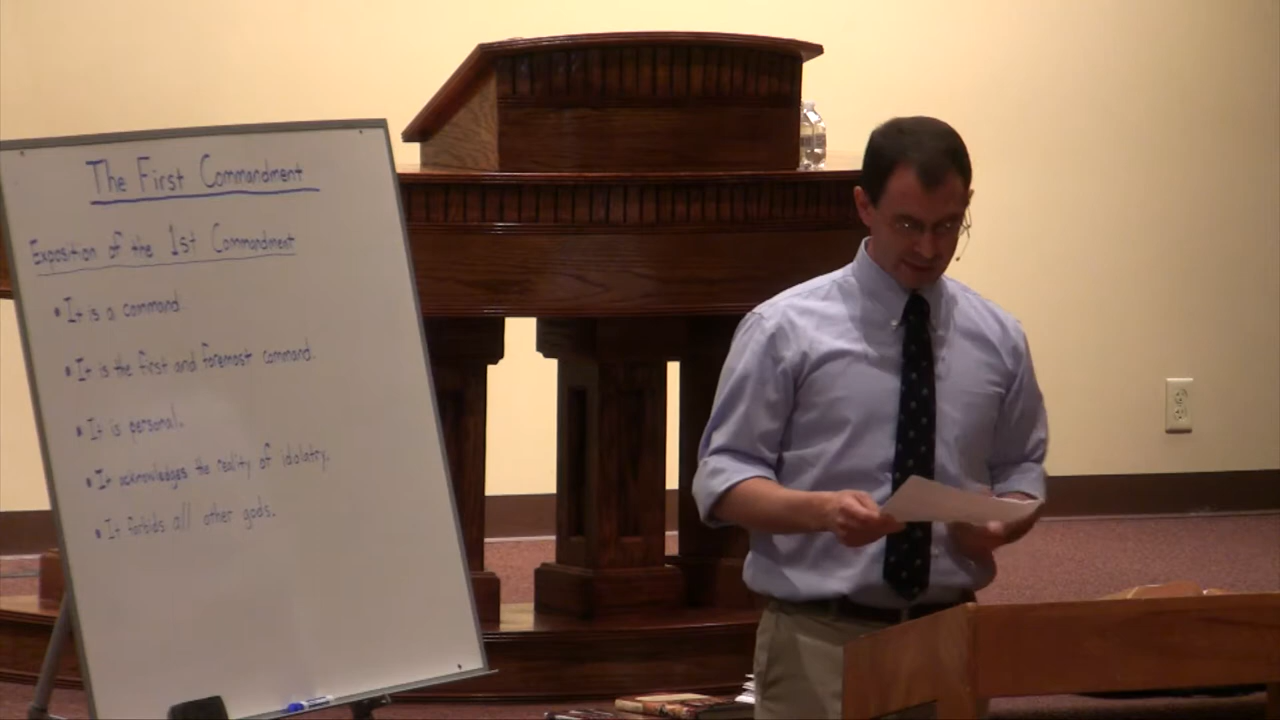 The First Commandment
Exposition of the 1st Commandment
• It is a command.
• It is the first and foremost command.
• It is personal.
• It acknowledges the reality of idolatry.
• It forbids all other gods.